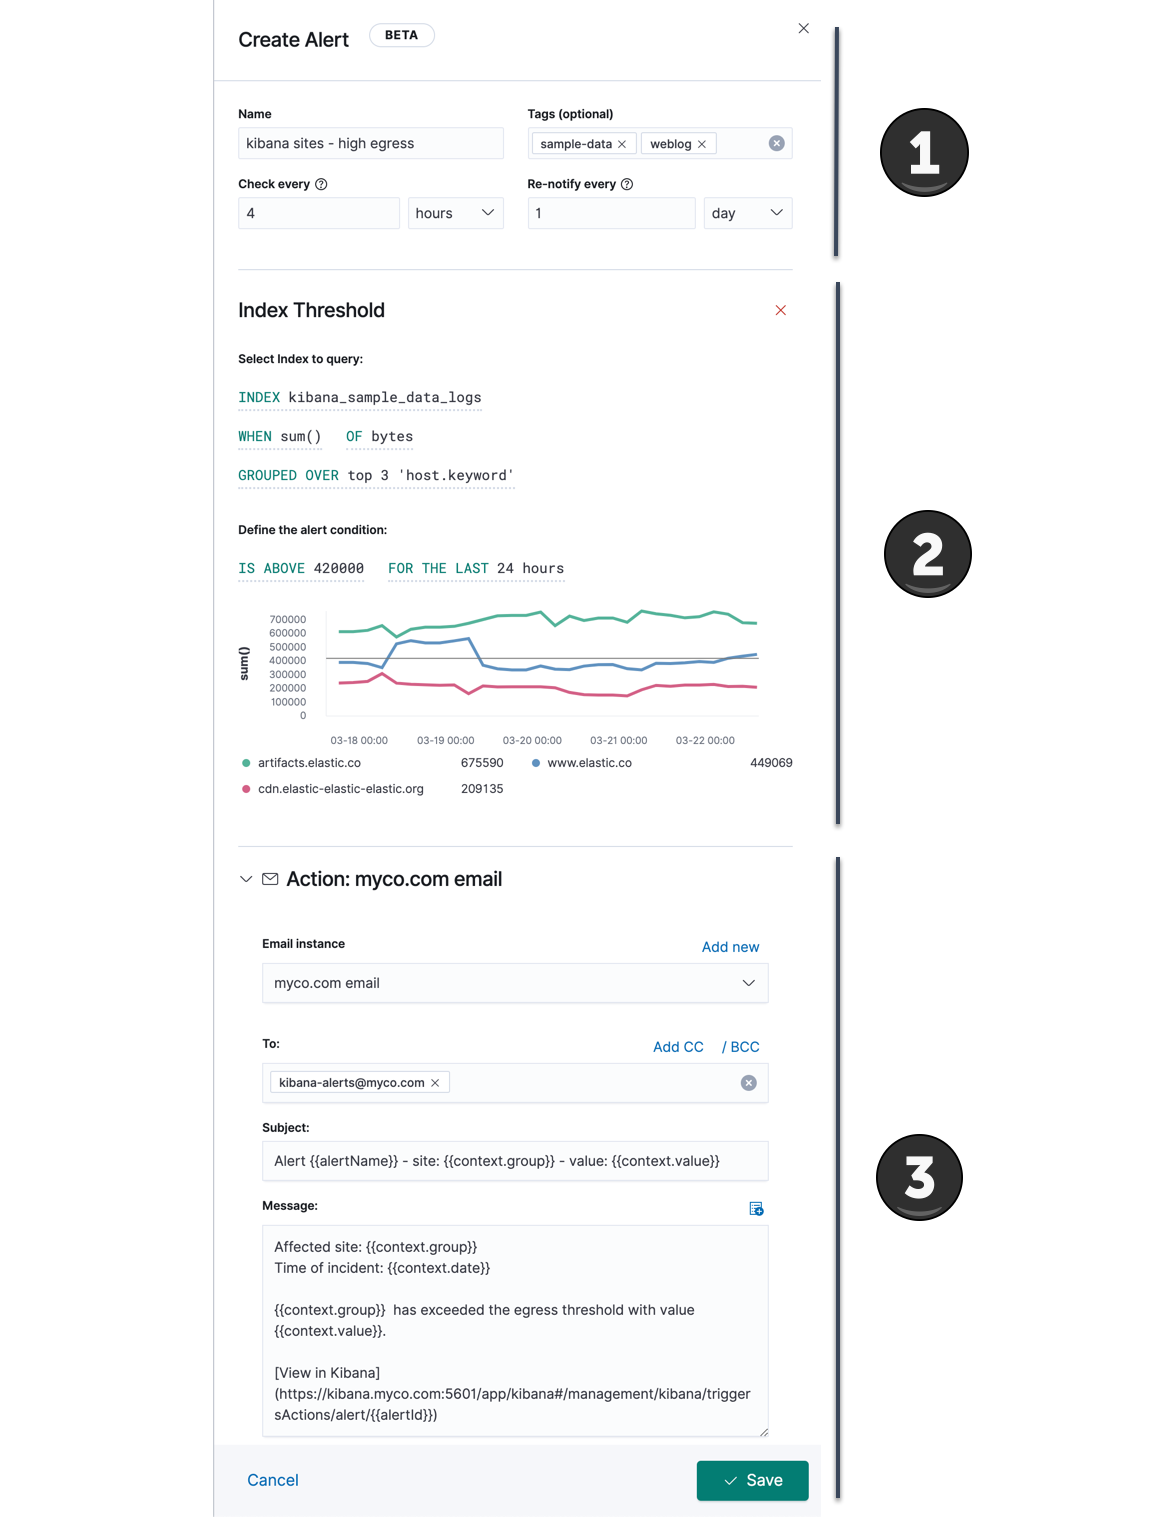 Create Alert BETA
Name
Tags (optional)
kibana sites - high egress
sample-data
weblog
Check every
Re-notify every
4 hours
1 day
1
Index Threshold
Select Index to query:
INDEX kibana_sample_data_logs
WHEN sum() OF bytes
GROUPED OVER top 3 'host.keyword'
Define the alert condition:
IS ABOVE 420000 FOR THE LAST 24 hours
2
sum()
700000
600000
500000
400000
300000
200000
100000
0
03-18 00:00 03-19 00:00 03-20 00:00 03-21 00:00 03-22 00:00
artifacts.elastic.co 675590 www.elastic.co 449069
cdn.elastic-elastic-elastic.org 209135
Action: myco.com email
Email instance
Add new
myco.com email
To:
Add CC / BCC
kibana-alerts@myco.com
Subject:
Alert {{alertName}} - site: {{context.group}} - value: {{context.value}}
3
Message:
Affected site: {{context.group}}
Time of incident: {{context.date}}
{{context.group}} has exceeded the egress threshold with value
{{context.value}}.
[View in Kibana]
(https://kibana.myco.com:5601/app/kibana#/management/kibana/trigger
sActions/alert/{{alertId}})
Cancel
Save